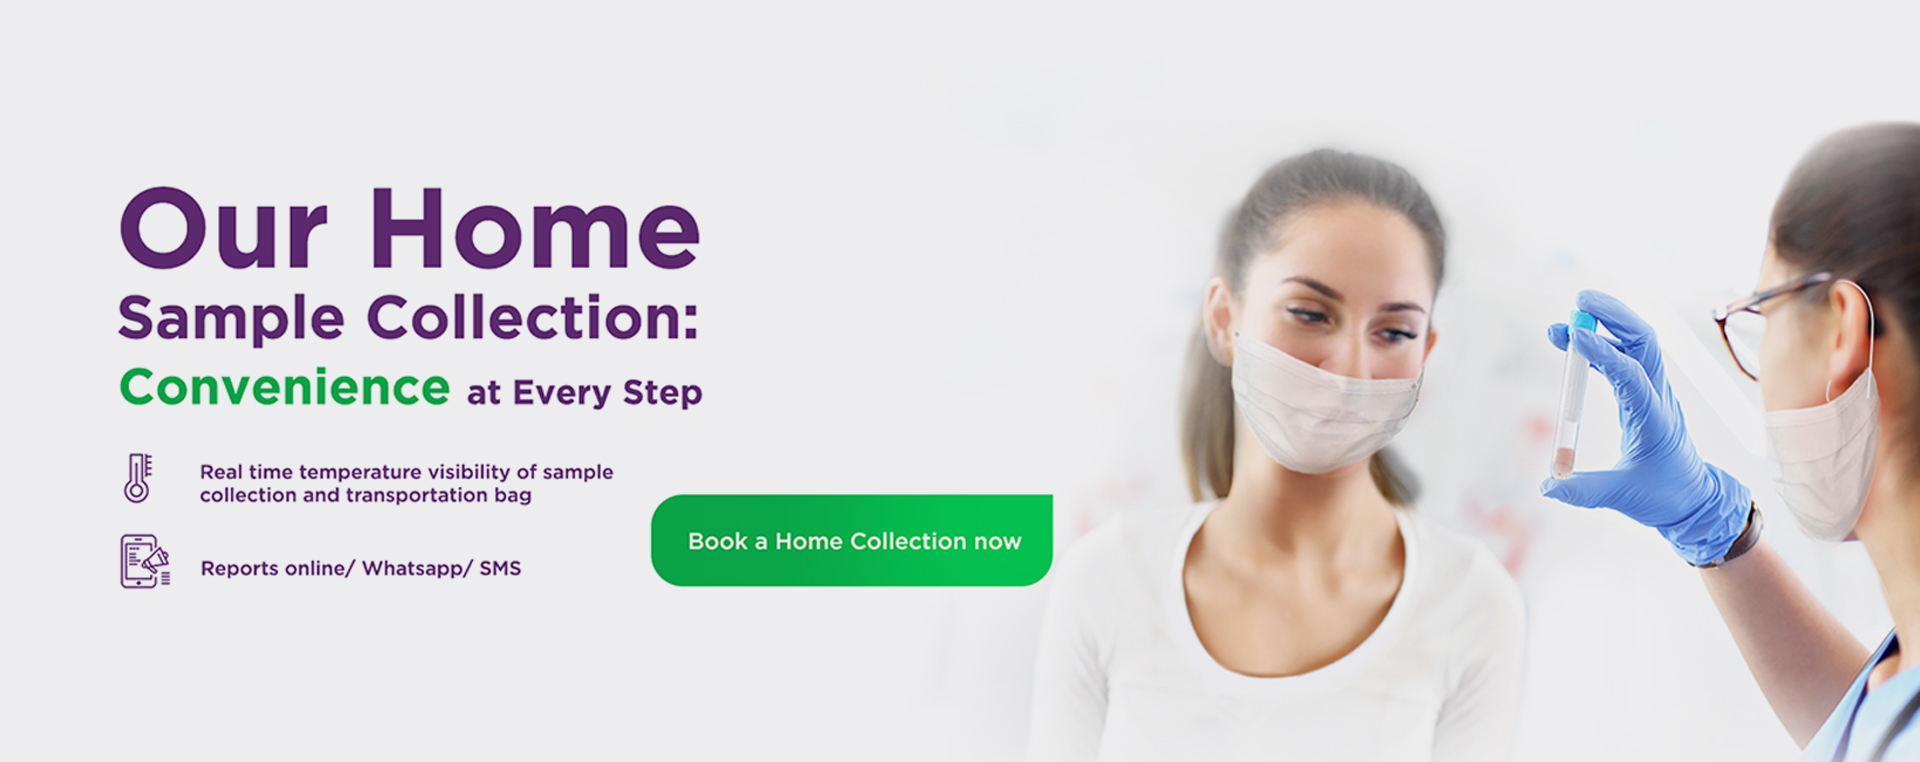 Our Home
Sample Collection:
Convenience at Every Step
Real time temperature visibility of sample
collection and transportation bag
Reports online/ Whatsapp/ SMS
Book a Home Collection now